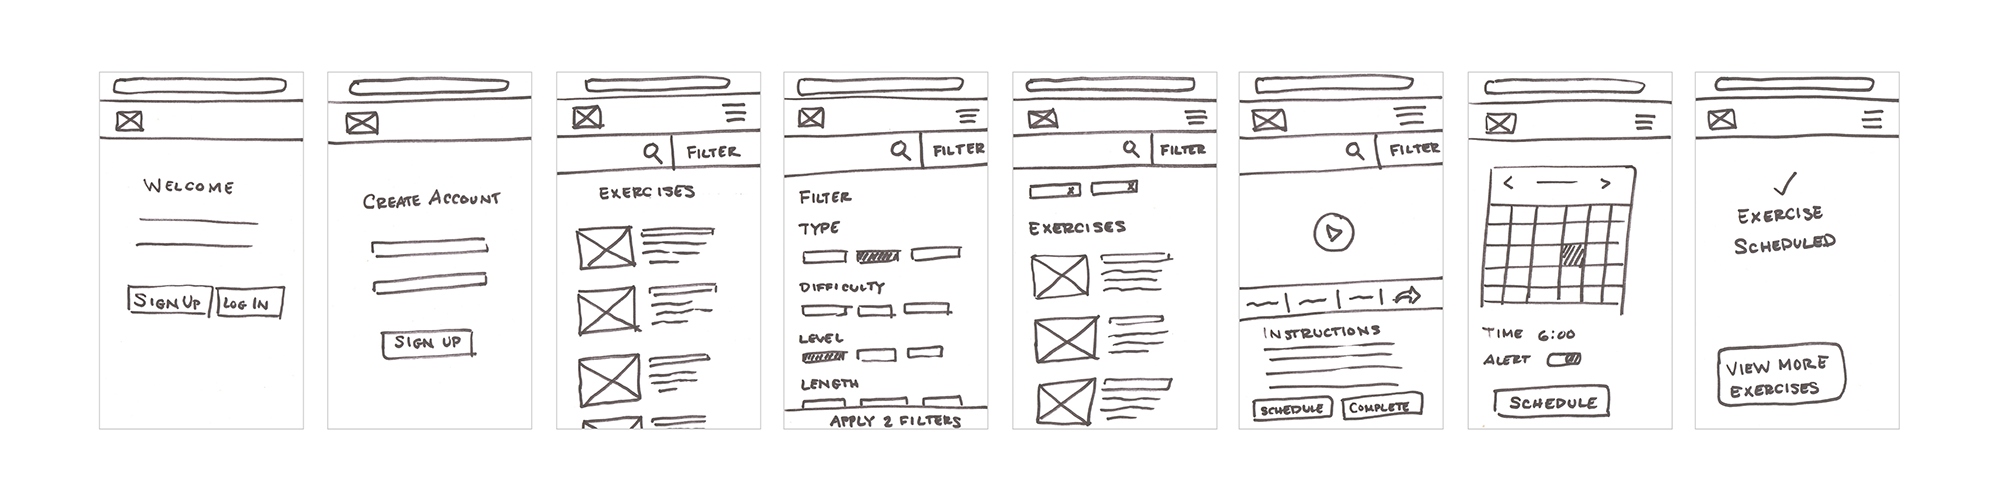 WELCOME
SIGN UP
LOG IN
CREATE ACCOUNT
SIGN UP
FILTER
EXERCISES
FILTER
FILTER
TYPE
DIFFICULTY
LEVEL
LENGTH
APPLY 2 FILTERS
FILTER
EXERCISES
FILTER
INSTRUCTIONS
SCHEDULE
COMPLETE
TIME 6:00
ALERT
SCHEDULE
EXERCISE
SCHEDULED
VIEW MORE
EXERCISES